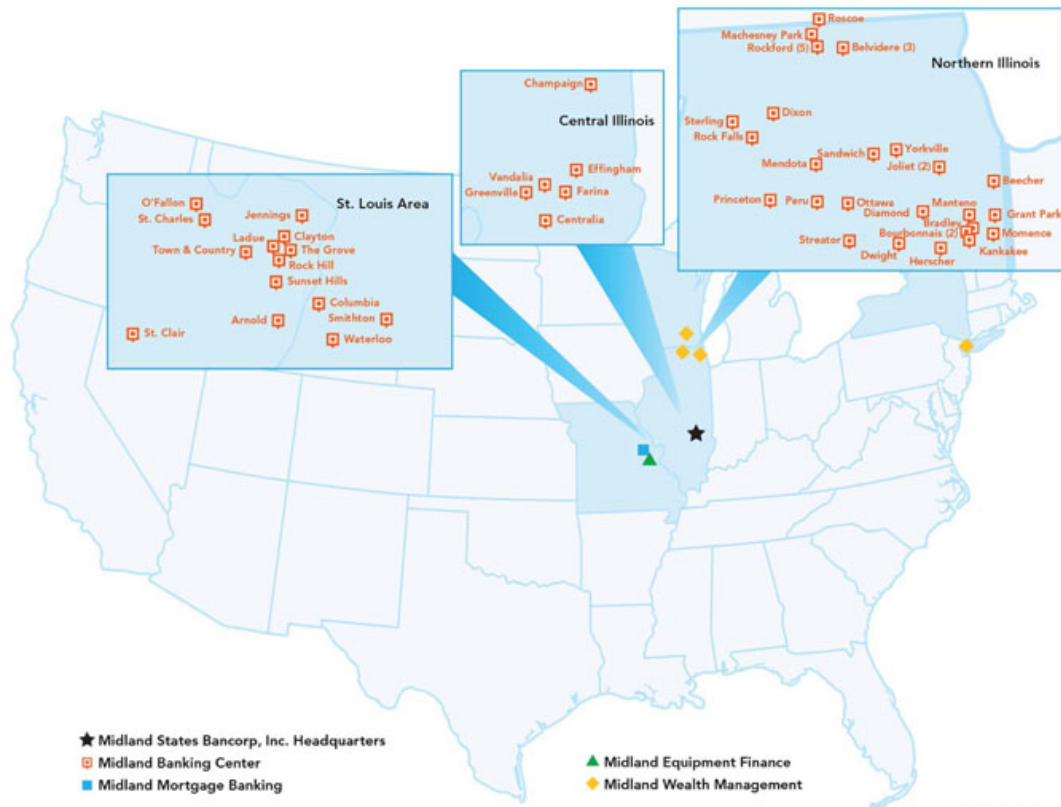 Roscoe
Machesney Park
Rockford (5)
Belvidere (3)
Northern Illinois
Dixon
Sterling
Rock Falls
Sandwich
Yorkville
Mendota
Joliet (2)
Beecher
Princeton
Peru
Ottawa
Manteno
Diamond
Grant Park
Bradley
Bourbonnais (2)
Momence
Streator
Dwight
Herscher
Kankakee
Champaign
Central Illinois
Effingham
Vandalia
Greenville
Farina
Centralia
St. Louis Area
O'Fallon
St. Charles
Jennings
Clayton
Ladue
Town & Country
The Grove
Rock Hill
Sunset Hills
Columbia
Arnold
Smithton
St. Clair
Waterloo
Midland States Bancorp, Inc. Headquarters
Midland Banking Center
Midland Mortgage Banking
Midland Equipment Finance
Midland Wealth Management